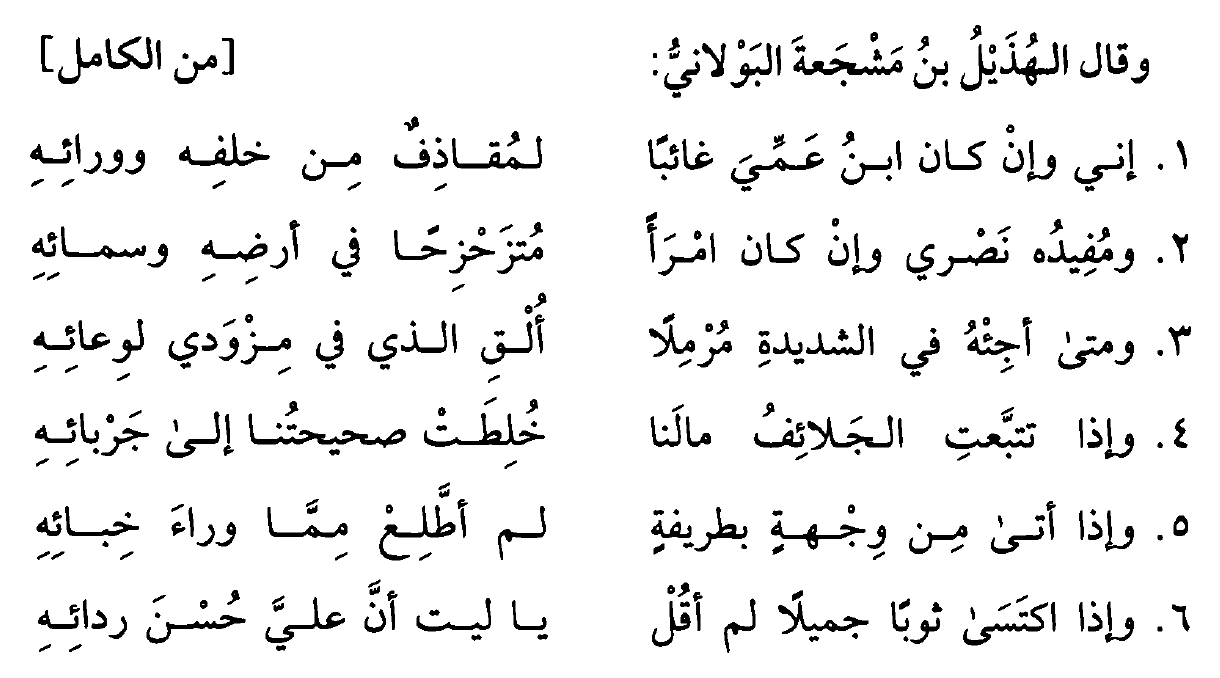 وقال الهُذَيْلُ بنُ مَشْجَعةَ البَوْلانيُّ: [من الكامل]
١. إني وإنْ كان ابنُ عَمِّيَ غائبًا لمُقاذِفٌ مِن خلفِه وورائِهِ
٢. ومُفِيدُه نَصْري وإنْ كان امْرَأً مُتزَحْزِحًا في أرضِهِ وسمائِهِ
٣. ومتىٰ أجِئْهُ في الشديدةِ مُرْمِلًا أُلْقِ الذي في مِزْوَدي لوِعائِهِ
٤. وإذا تتبَّعتِ الجَلائِفُ مالَنا خُلِطَتْ صحيحتُنا إلىٰ جَرْبائِهِ
٥. وإذا أتىٰ مِن وِجْهةٍ بطريفةٍ لم أطَّلِعْ مِمَّا وراءَ خِبائِهِ
٦. وإذا اكتَسَىٰ ثوبًا جميلًا لم أقُلْ يا ليت أنَّ عليَّ حُسْنَ ردائِهِ